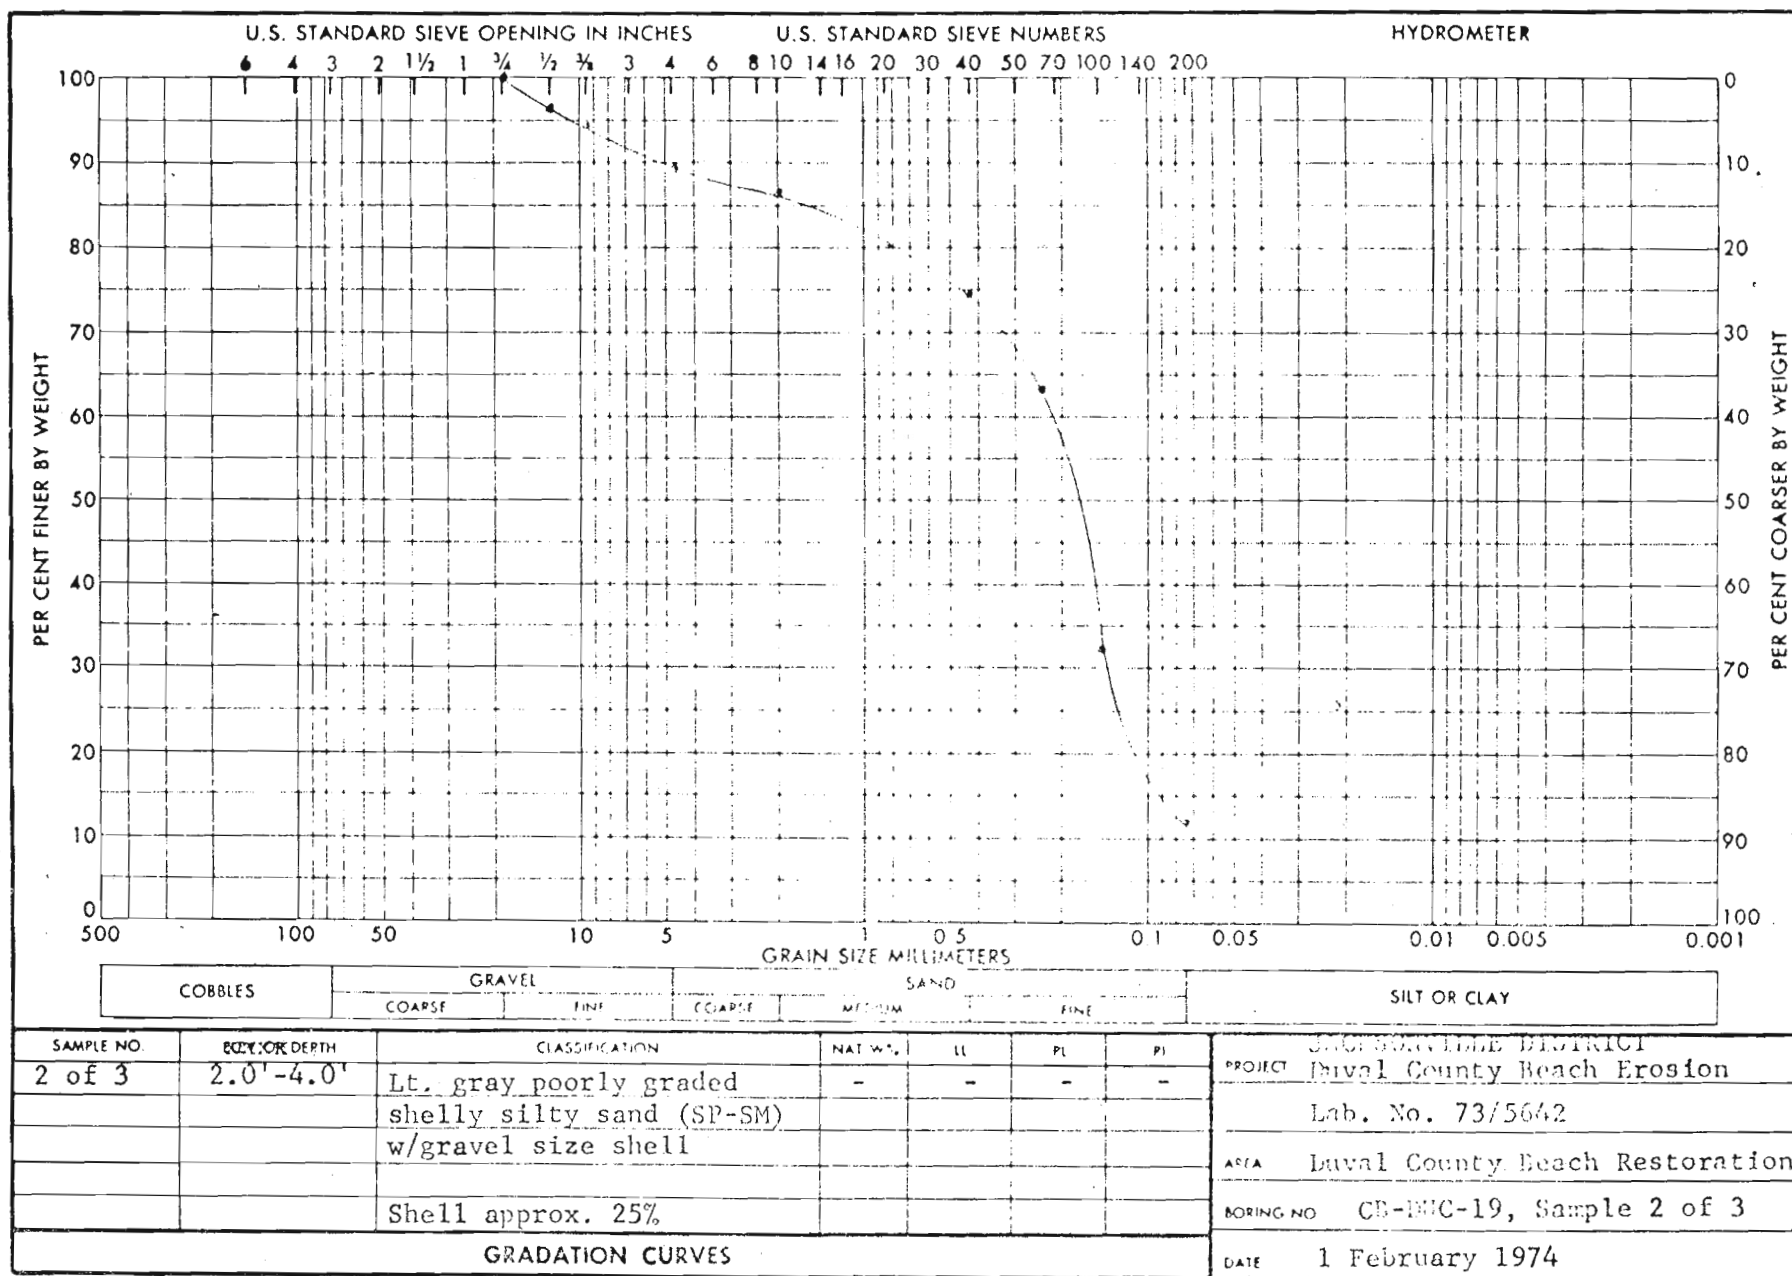 U.S. STANDARD SIEVE OPENING IN INCHES U.S. STANDARD SIEVE NUMBERS HYDROMETER
6 4 3 2 1½ 1 ¾ ½ ⅜ 3 4 6 8 10 14 16 20 30 40 50 70 100 140 200
100 0
90 10
80 20
70 30
60 40
50 50
40 60
30 70
20 80
10 90
0 100
PER CENT FINER BY WEIGHT
PER CENT COARSER BY WEIGHT
500 100 50 10 5 1 0.5 0.1 0.05 0.01 0.005 0.001
GRAIN SIZE MILLIMETERS
COBBLES GRAVEL SAND SILT OR CLAY
COARSE FINE COARSE MEDIUM FINE
SAMPLE NO. DEPTH CLASSIFICATION NAT W% LL PL PI
2 of 3 2.0'-4.0' Lt. gray poorly graded - - - -
shelly silty sand (SP-SM)
w/gravel size shell
Shell approx. 25%
GRADATION CURVES
JACKSONVILLE DISTRICT
PROJECT Duval County Beach Erosion
Lab. No. 73/5642
AREA Duval County Beach Restoration
BORING NO CB-DUC-19, Sample 2 of 3
DATE 1 February 1974